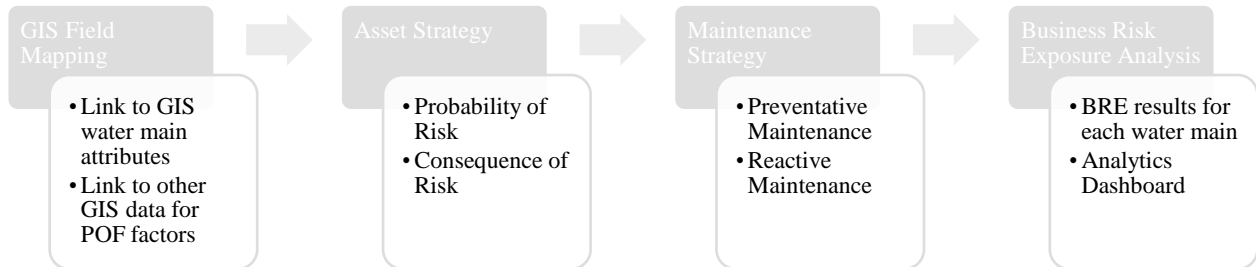 GIS Field
Mapping
• Link to GIS
water main
attributes
• Link to other
GIS data for
POF factors
Asset Strategy
• Probability of
Risk
• Consequence of
Risk
Maintenance
Strategy
• Preventative
Maintenance
• Reactive
Maintenance
Business Risk
Exposure Analysis
• BRE results for
each water main
• Analytics
Dashboard